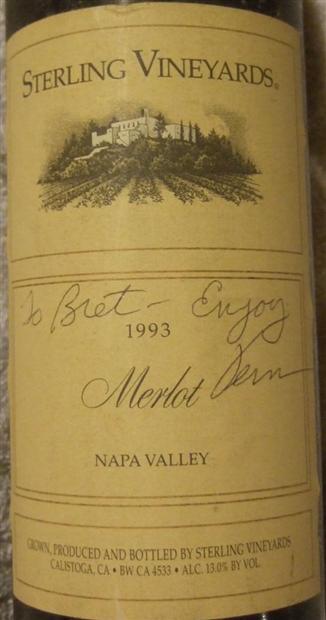 STERLING VINEYARDS®
To Bret - Enjoy
1993
Merlot
NAPA VALLEY
GROWN, PRODUCED AND BOTTLED BY STERLING VINEYARDS
CALISTOGA, CA • BW CA 4533 • ALC. 13.0% BY VOL.